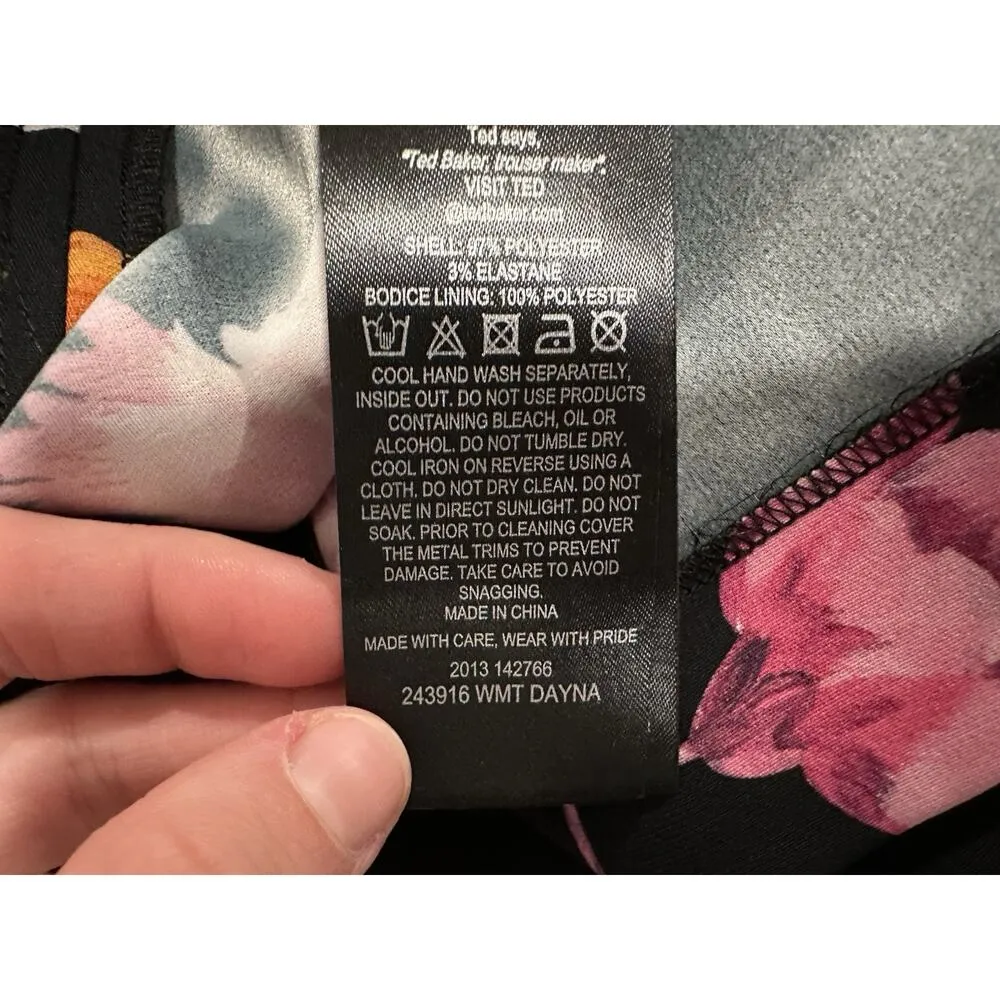 Ted says,
"Ted Baker, trouser maker".
VISIT TED
@tedbaker.com
SHELL: 97% POLYESTER
3% ELASTANE
BODICE LINING: 100% POLYESTER
COOL HAND WASH SEPARATELY,
INSIDE OUT. DO NOT USE PRODUCTS
CONTAINING BLEACH, OIL OR
ALCOHOL. DO NOT TUMBLE DRY.
COOL IRON ON REVERSE USING A
CLOTH. DO NOT DRY CLEAN. DO NOT
LEAVE IN DIRECT SUNLIGHT. DO NOT
SOAK. PRIOR TO CLEANING COVER
THE METAL TRIMS TO PREVENT
DAMAGE. TAKE CARE TO AVOID
SNAGGING.
MADE IN CHINA
MADE WITH CARE, WEAR WITH PRIDE
2013 142766
243916 WMT DAYNA